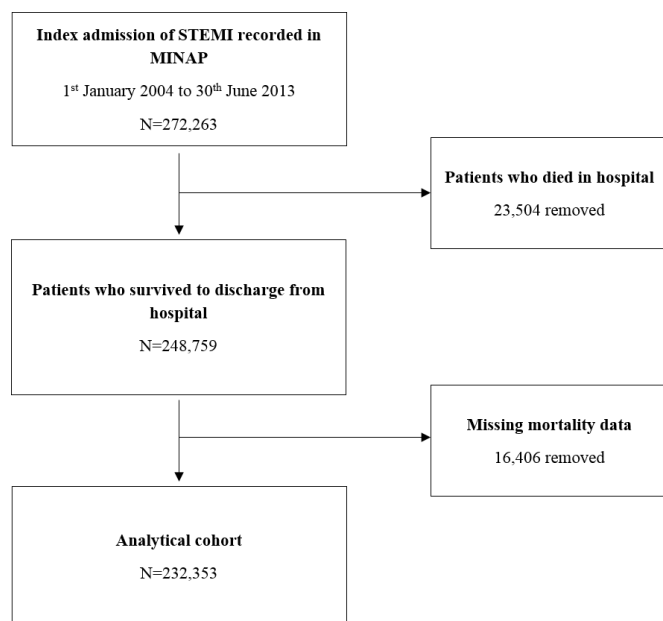 Index admission of STEMI recorded in
MINAP
1st January 2004 to 30th June 2013
N=272,263
Patients who died in hospital
23,504 removed
Patients who survived to discharge from
hospital
N=248,759
Missing mortality data
16,406 removed
Analytical cohort
N=232,353